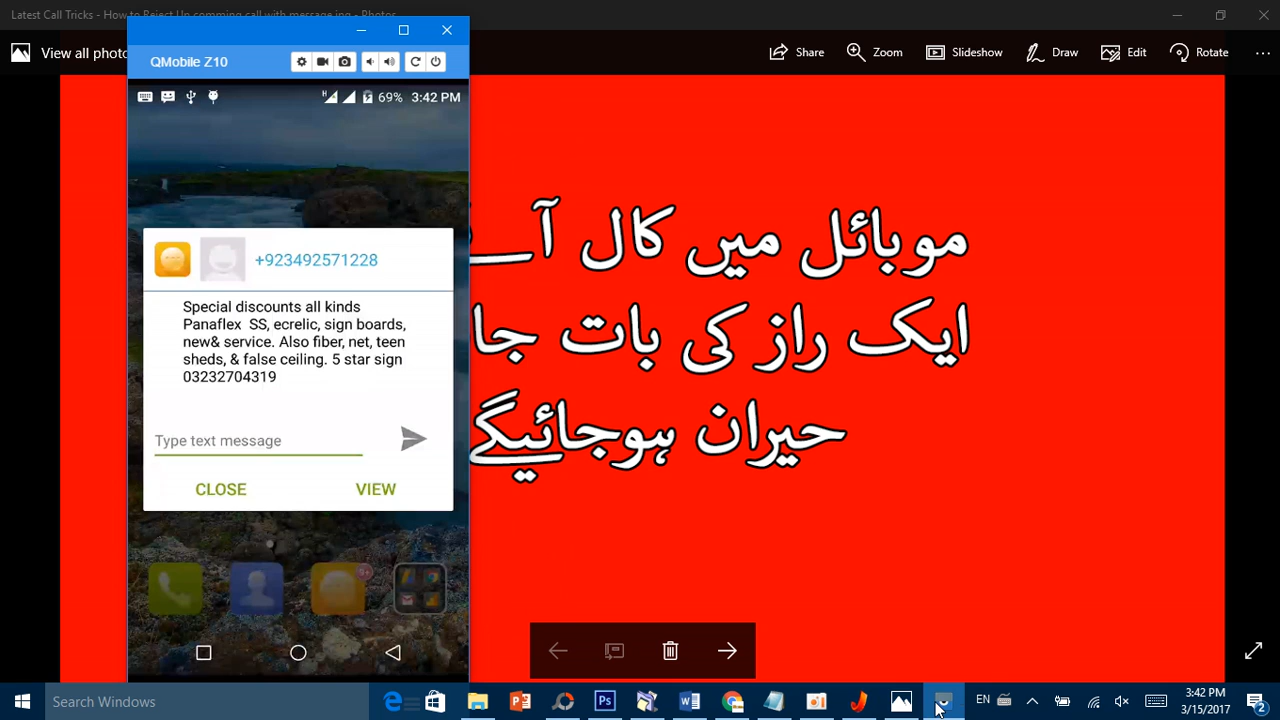 Latest Call Tricks - How to Reject Up comming call with message.jpg - Photos
View all photo
Share
Zoom
Slideshow
Draw
Edit
Rotate
QMobile Z10
H
69%
3:42 PM
+923492571228
Special discounts all kinds
Panaflex SS, ecrelic, sign boards,
new& service. Also fiber, net, teen
sheds, & false ceiling. 5 star sign
03232704319
Type text message
CLOSE
VIEW
موبائل میں کال آے
ایک راز کی بات جا
حیران ہوجائیگے
9+
Search Windows
EN
3:42 PM
3/15/2017
2